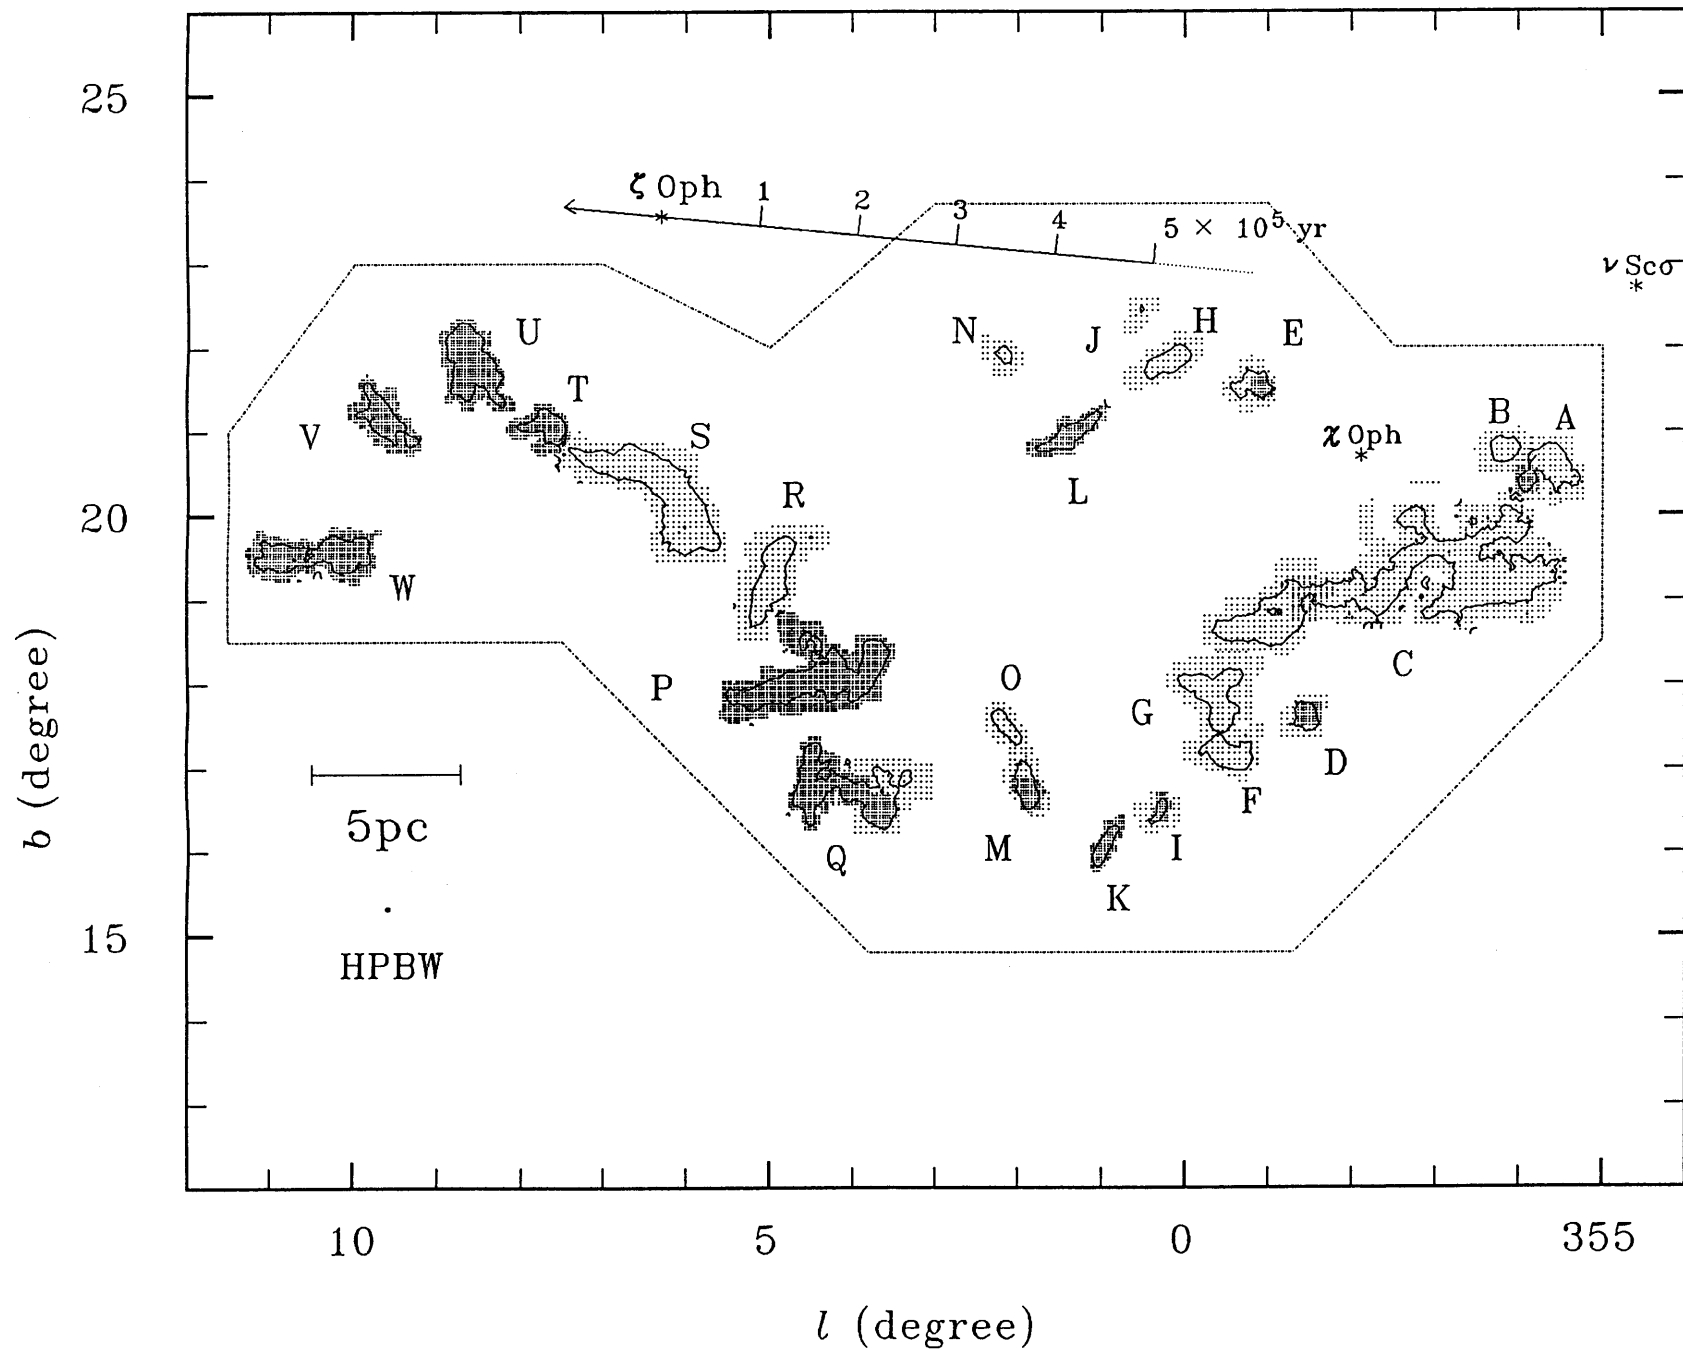 25
ζ Oph 1 2 3 4 5 × 10⁵ yr
ν Sco
U
N J H E
T
V
S
B A
χ Oph
L
20
R
W
C
P
O
G
D
5pc
F
Q
M
I
K
15
HPBW
b (degree)
10 5 0 355
l (degree)